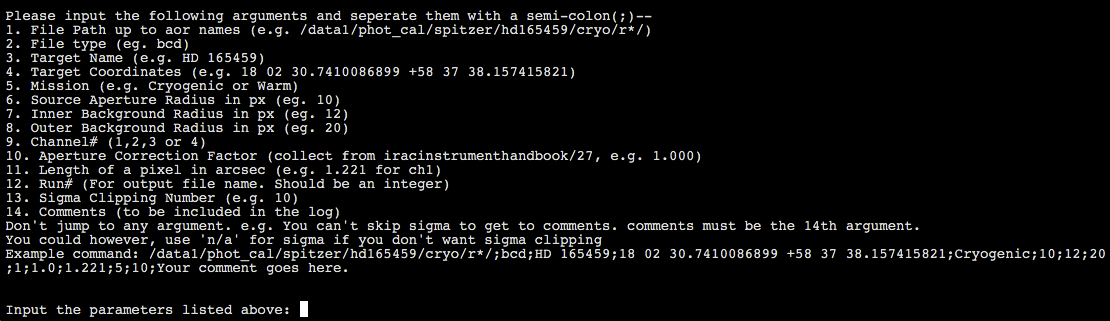 Please input the following arguments and seperate them with a semi-colon(;)--
1. File Path up to aor names (e.g. /data1/phot_cal/spitzer/hd165459/cryo/r*/)
2. File type (eg. bcd)
3. Target Name (e.g. HD 165459)
4. Target Coordinates (e.g. 18 02 30.7410086899 +58 37 38.157415821)
5. Mission (e.g. Cryogenic or Warm)
6. Source Aperture Radius in px (eg. 10)
7. Inner Background Radius in px (eg. 12)
8. Outer Background Radius in px (eg. 20)
9. Channel# (1,2,3 or 4)
10. Aperture Correction Factor (collect from iracinstrumenthandbook/27, e.g. 1.000)
11. Length of a pixel in arcsec (e.g. 1.221 for ch1)
12. Run# (For output file name. Should be an integer)
13. Sigma Clipping Number (e.g. 10)
14. Comments (to be included in the log)
Don't jump to any argument. e.g. You can't skip sigma to get to comments. comments must be the 14th argument.
You could however, use 'n/a' for sigma if you don't want sigma clipping
Example command: /data1/phot_cal/spitzer/hd165459/cryo/r*/;bcd;HD 165459;18 02 30.7410086899 +58 37 38.157415821;Cryogenic;10;12;20
;1;1.0;1.221;5;10;Your comment goes here.
Input the parameters listed above: